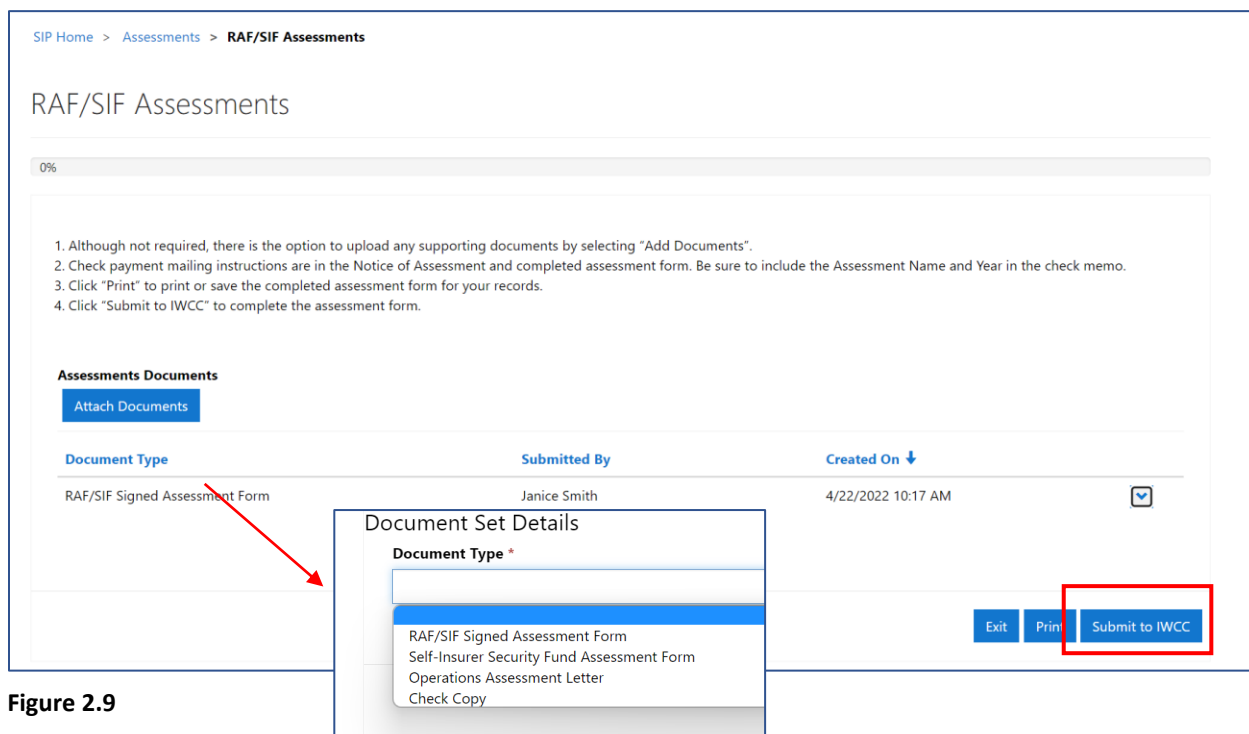 SIP Home > Assessments > RAF/SIF Assessments
RAF/SIF Assessments
0%
1. Although not required, there is the option to upload any supporting documents by selecting “Add Documents”.
2. Check payment mailing instructions are in the Notice of Assessment and completed assessment form. Be sure to include the Assessment Name and Year in the check memo.
3. Click “Print” to print or save the completed assessment form for your records.
4. Click “Submit to IWCC” to complete the assessment form.
Assessments Documents
Attach Documents
Document Type Submitted By Created On
RAF/SIF Signed Assessment Form Janice Smith 4/22/2022 10:17 AM
Document Set Details
Document Type *
RAF/SIF Signed Assessment Form
Self-Insurer Security Fund Assessment Form
Operations Assessment Letter
Check Copy
Exit Print Submit to IWCC
Figure 2.9